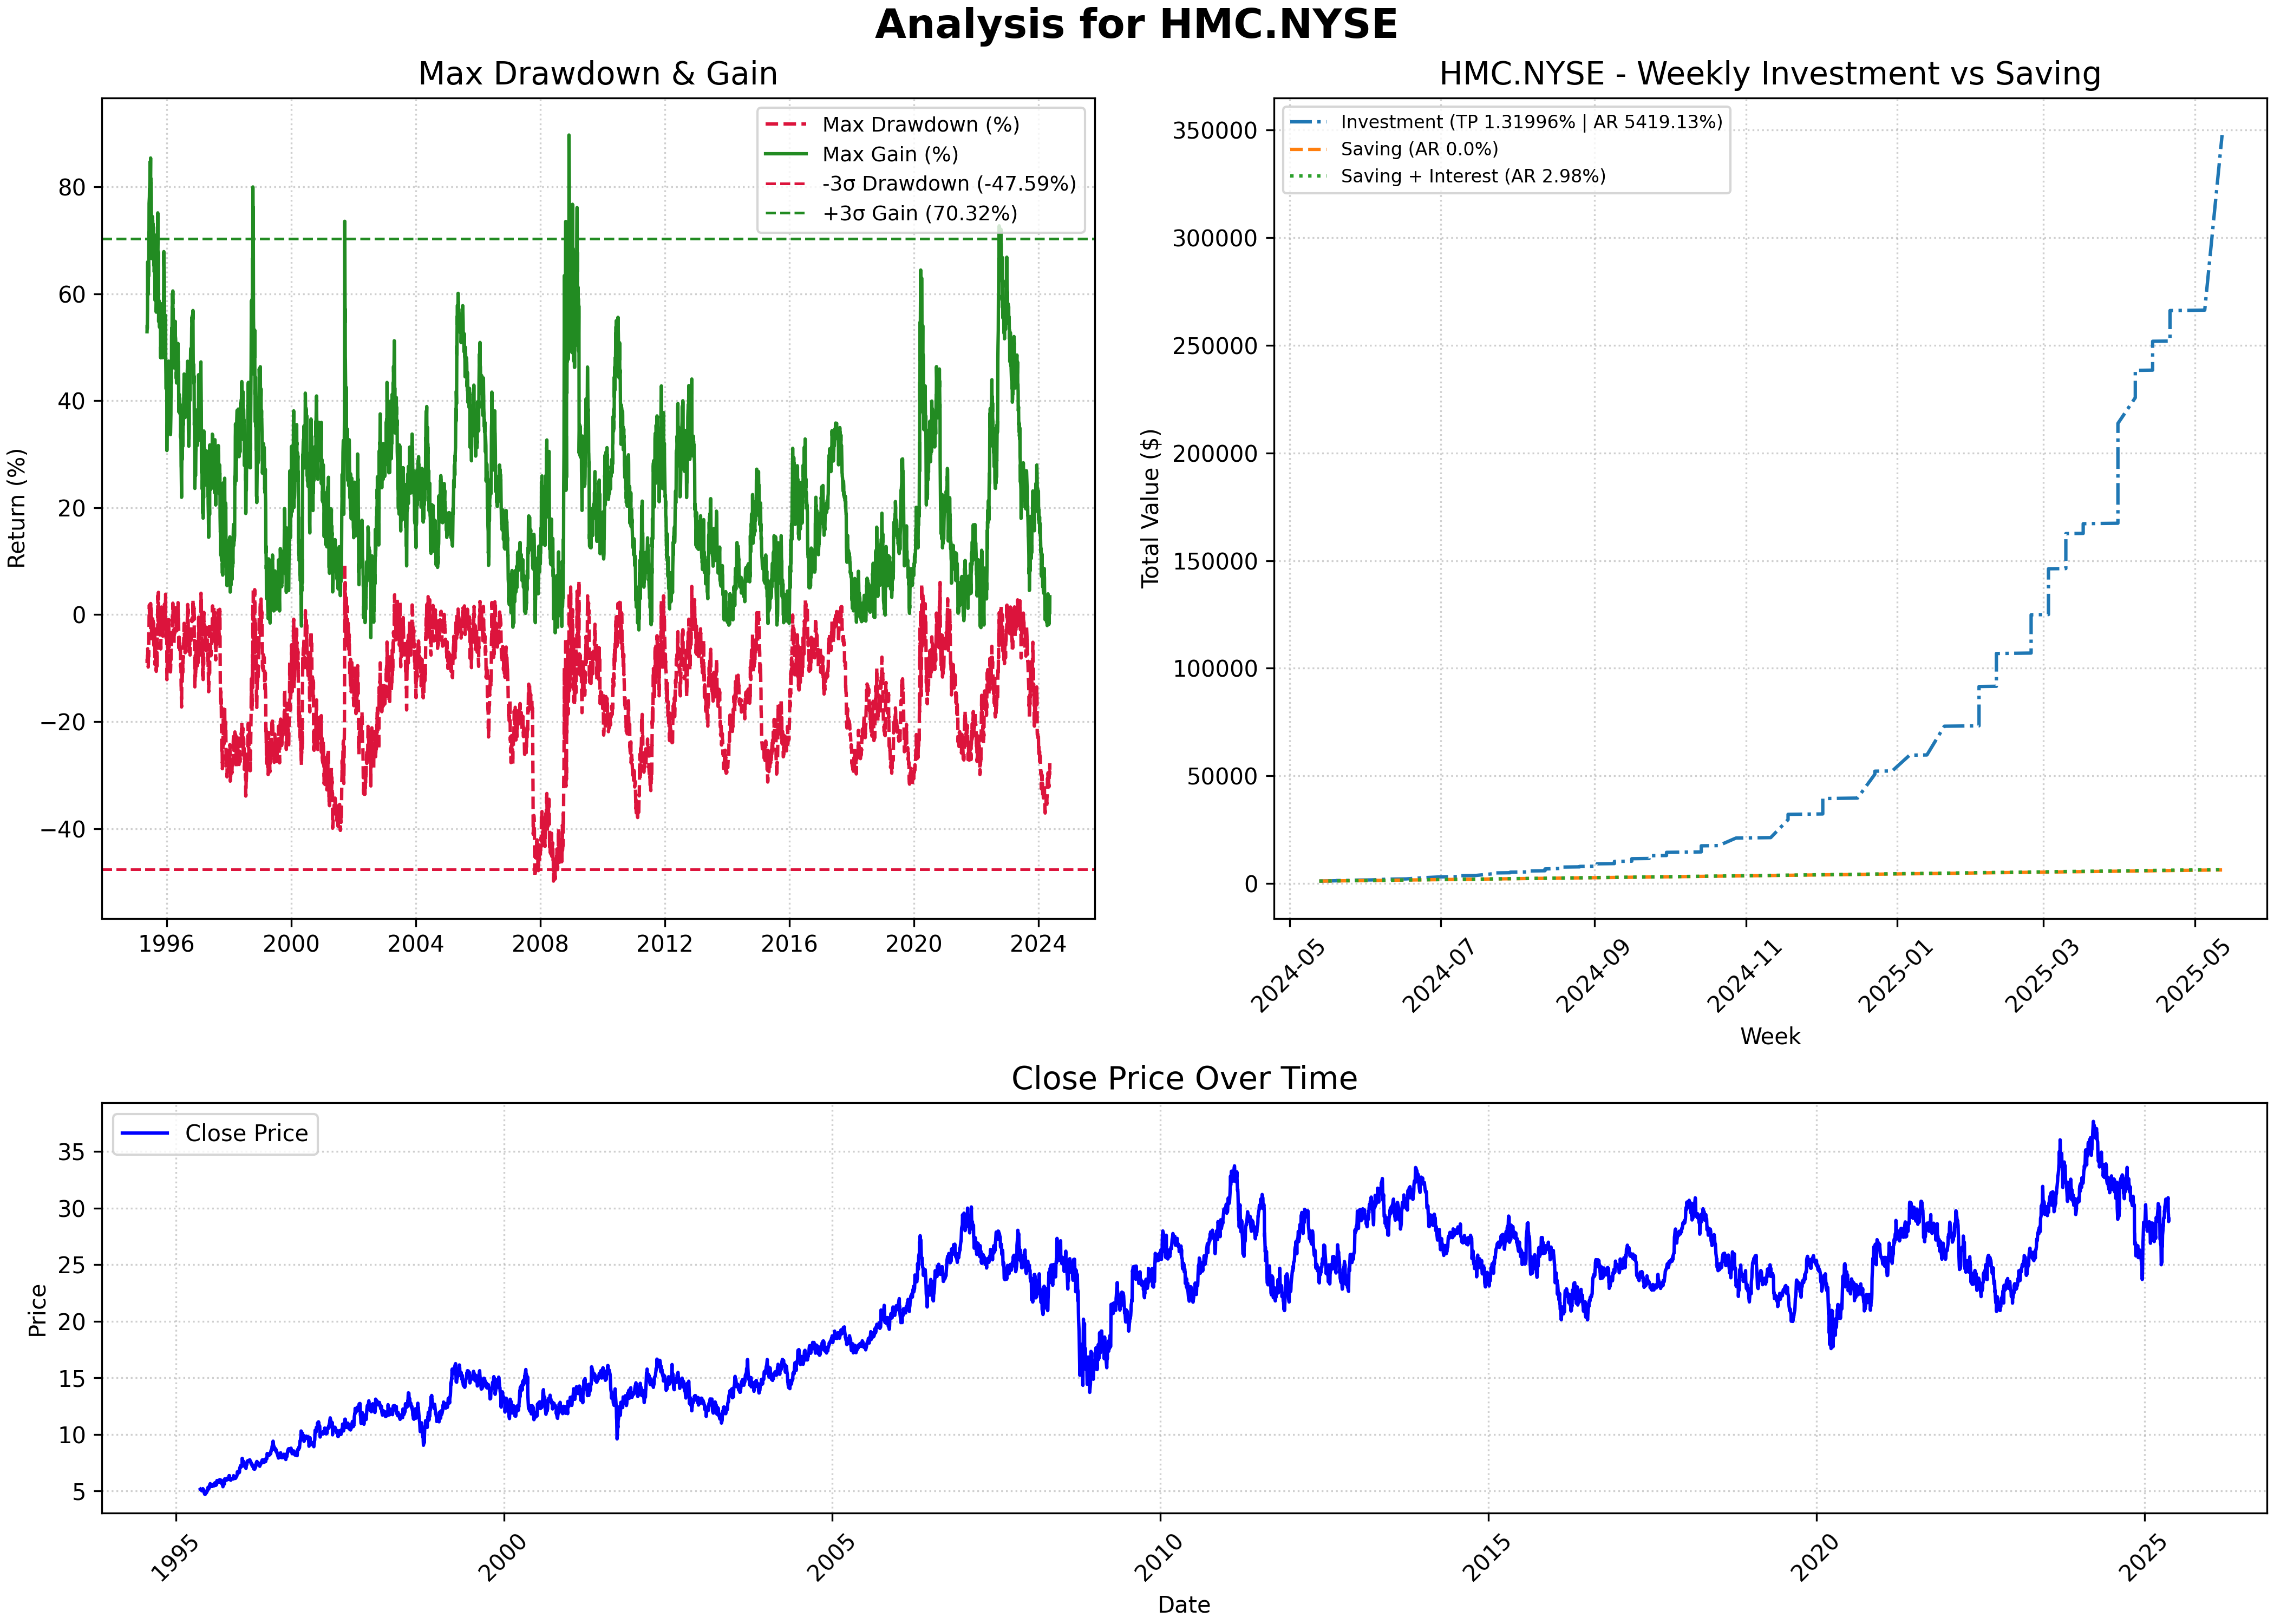 Analysis for HMC.NYSE
Max Drawdown & Gain
Return (%)
80
60
40
20
0
−20
−40
Max Drawdown (%)
Max Gain (%)
-3σ Drawdown (-47.59%)
+3σ Gain (70.32%)
1996
2000
2004
2008
2012
2016
2020
2024
HMC.NYSE - Weekly Investment vs Saving
Total Value ($)
350000
300000
250000
200000
150000
100000
50000
0
Investment (TP 1.31996% | AR 5419.13%)
Saving (AR 0.0%)
Saving + Interest (AR 2.98%)
2024-05
2024-07
2024-09
2024-11
2025-01
2025-03
2025-05
Week
Close Price Over Time
Price
35
30
25
20
15
10
5
Close Price
1995
2000
2005
2010
2015
2020
2025
Date